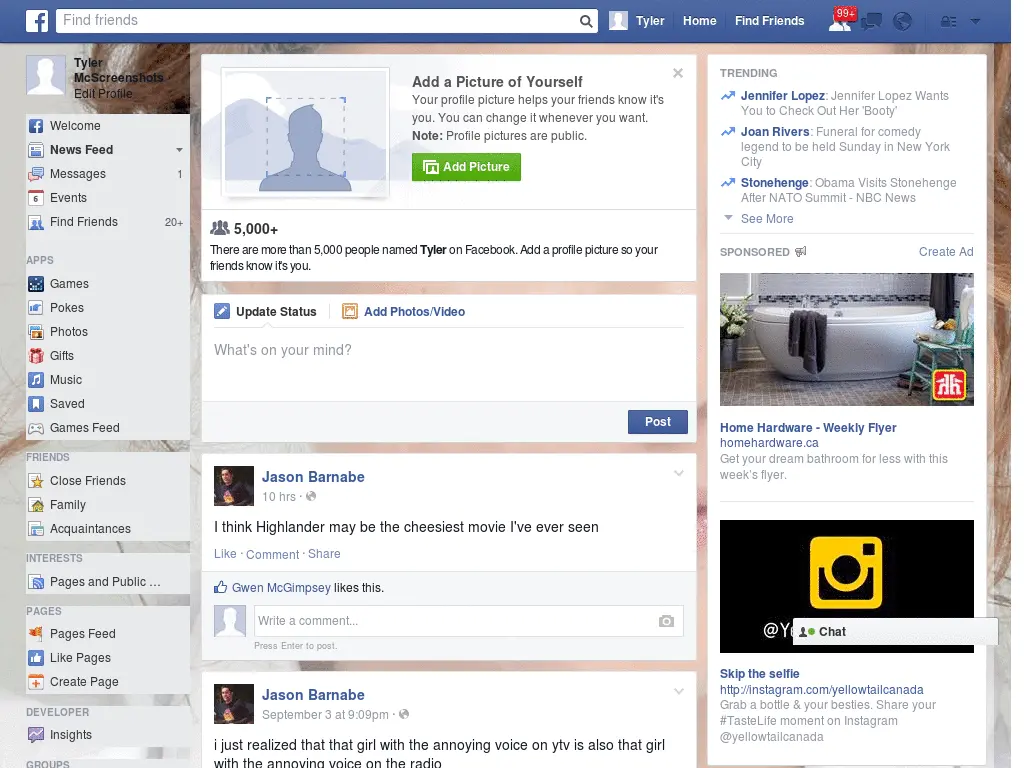 Find friends
Tyler
Home
Find Friends
99+
Tyler
McScreenshots
Edit Profile
Welcome
News Feed
Messages 1
6 Events
Find Friends 20+
APPS
Games
Pokes
Photos
Gifts
Music
Saved
Games Feed
FRIENDS
Close Friends
Family
Acquaintances
INTERESTS
Pages and Public ...
PAGES
Pages Feed
Like Pages
Create Page
DEVELOPER
Insights
GROUPS
Add a Picture of Yourself
Your profile picture helps your friends know it's
you. You can change it whenever you want.
Note: Profile pictures are public.
Add Picture
5,000+
There are more than 5,000 people named Tyler on Facebook. Add a profile picture so your
friends know it's you.
Update Status
Add Photos/Video
What's on your mind?
Post
Jason Barnabe
10 hrs ·
I think Highlander may be the cheesiest movie I've ever seen
Like · Comment · Share
Gwen McGimpsey likes this.
Write a comment...
Press Enter to post.
Jason Barnabe
September 3 at 9:09pm ·
i just realized that that girl with the annoying voice on ytv is also that girl
with the annoying voice on the radio
TRENDING
Jennifer Lopez: Jennifer Lopez Wants
You to Check Out Her 'Booty'
Joan Rivers: Funeral for comedy
legend to be held Sunday in New York
City
Stonehenge: Obama Visits Stonehenge
After NATO Summit - NBC News
See More
SPONSORED
Create Ad
Home Hardware - Weekly Flyer
homehardware.ca
Get your dream bathroom for less with this
week's flyer.
@Ye
Chat
Skip the selfie
http://instagram.com/yellowtailcanada
Grab a bottle & your besties. Share your
#TasteLife moment on Instagram
@yellowtailcanada